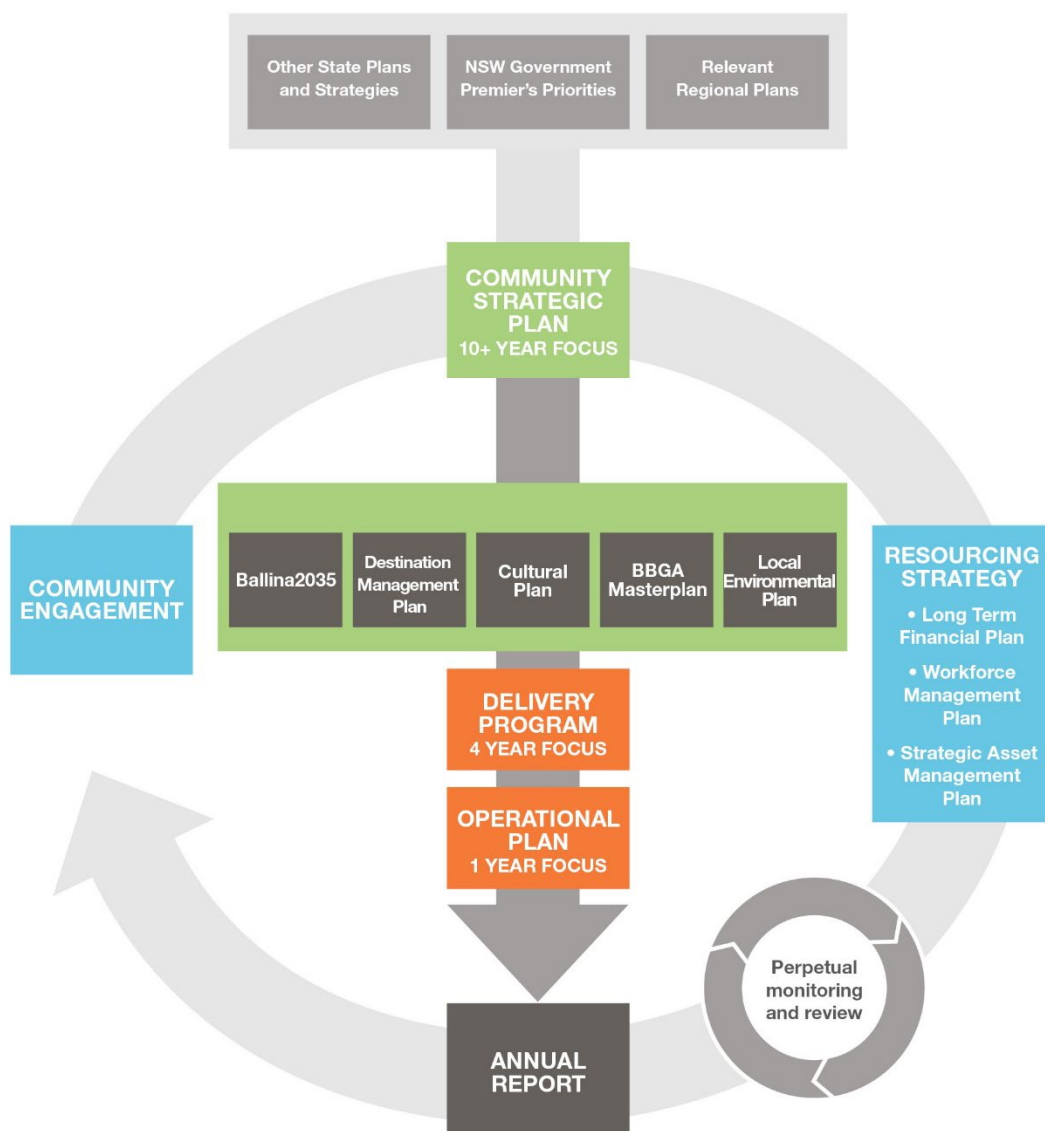 Other State Plans
and Strategies
NSW Government
Premier's Priorities
Relevant
Regional Plans
COMMUNITY
STRATEGIC
PLAN
10+ YEAR FOCUS
COMMUNITY
ENGAGEMENT
Ballina2035
Destination
Management
Plan
Cultural
Plan
BBGA
Masterplan
Local
Environmental
Plan
RESOURCING
STRATEGY
• Long Term
Financial Plan
• Workforce
Management
Plan
• Strategic Asset
Management
Plan
DELIVERY
PROGRAM
4 YEAR FOCUS
OPERATIONAL
PLAN
1 YEAR FOCUS
Perpetual
monitoring
and review
ANNUAL
REPORT